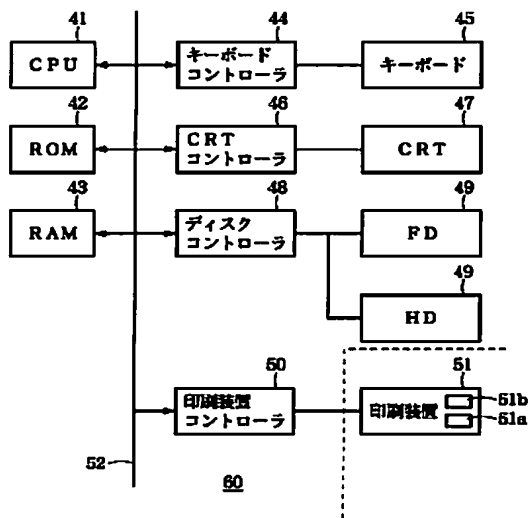 41
CPU
44
キーボード
コントローラ
45
キーボード
42
ROM
46
CRT
コントローラ
47
CRT
43
RAM
48
ディスク
コントローラ
49
FD
49
HD
50
印刷装置
コントローラ
51
印刷装置
51b
51a
52
60